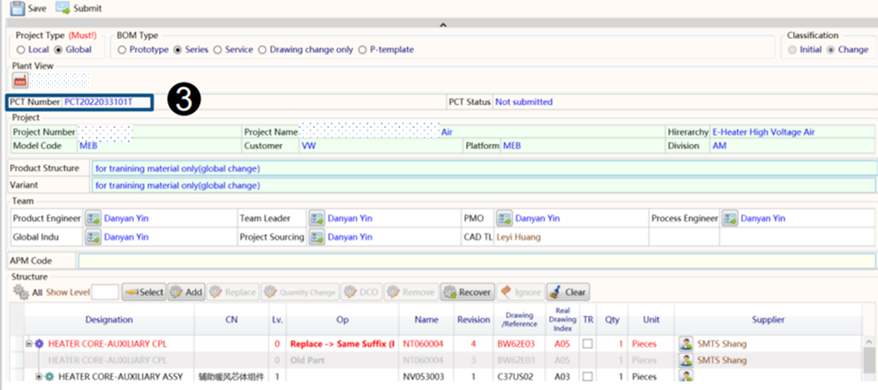 Save Submit
Project Type (Must!) BOM Type Classification
Local Global Prototype Series Service Drawing change only P-template Initial Change
Plant View
PCT Number PCT2022033101T 3 PCT Status Not submitted
Project
Project Number Project Name Air Hirerarchy E-Heater High Voltage Air
Model Code MEB Customer VW Platform MEB Division AM
Product Structure for tranining material only(global change)
Variant for tranining material only(global change)
Team
Product Engineer Danyan Yin Team Leader Danyan Yin PMO Danyan Yin Process Engineer Danyan Yin
Global Indu Danyan Yin Project Sourcing Danyan Yin CAD TL Leyi Huang
APM Code
Structure
All Show Level Select Add Replace Quantity Change DCO Remove Recover Ignore Clear
Designation CN Lv. Op Name Revision Drawing /Reference Real Drawing Index TR Qty Unit Supplier
HEATER CORE-AUXILIARY CPL 0 Replace -> Same Suffix (I NT060004 4 BW62E03 A05 1 Pieces SMTS Shang
HEATER CORE-AUXILIARY CPL 0 Old Part NT060004 3 BW62E03 A05 1 Pieces SMTS Shang
HEATER CORE-AUXILIARY ASSY 辅助暖风芯体组件 1 NV053003 1 C37US02 A03 1 Pieces